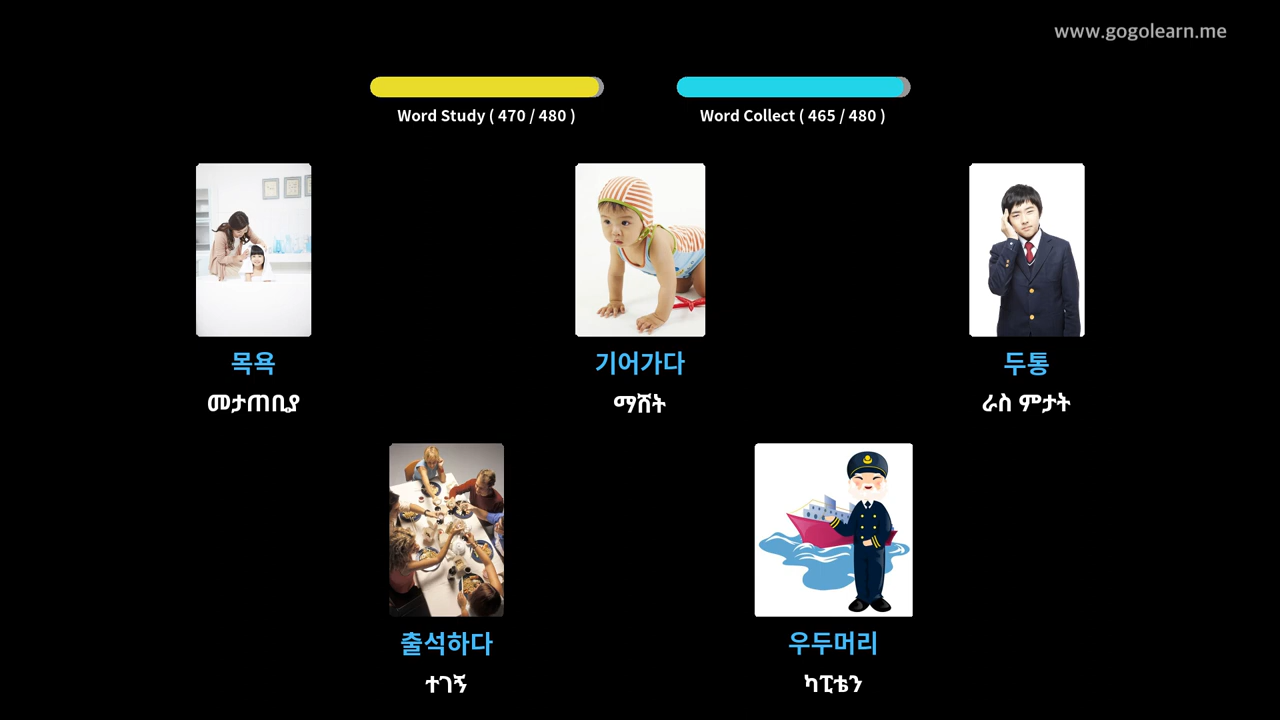 www.gogolearn.me
Word Study ( 470 / 480 )
Word Collect ( 465 / 480 )
목욕
기어가다
두통
መታጠቢያ
ማሸት
ራስ ምታት
출석하다
우두머리
ተገኝ
ካፒቴን